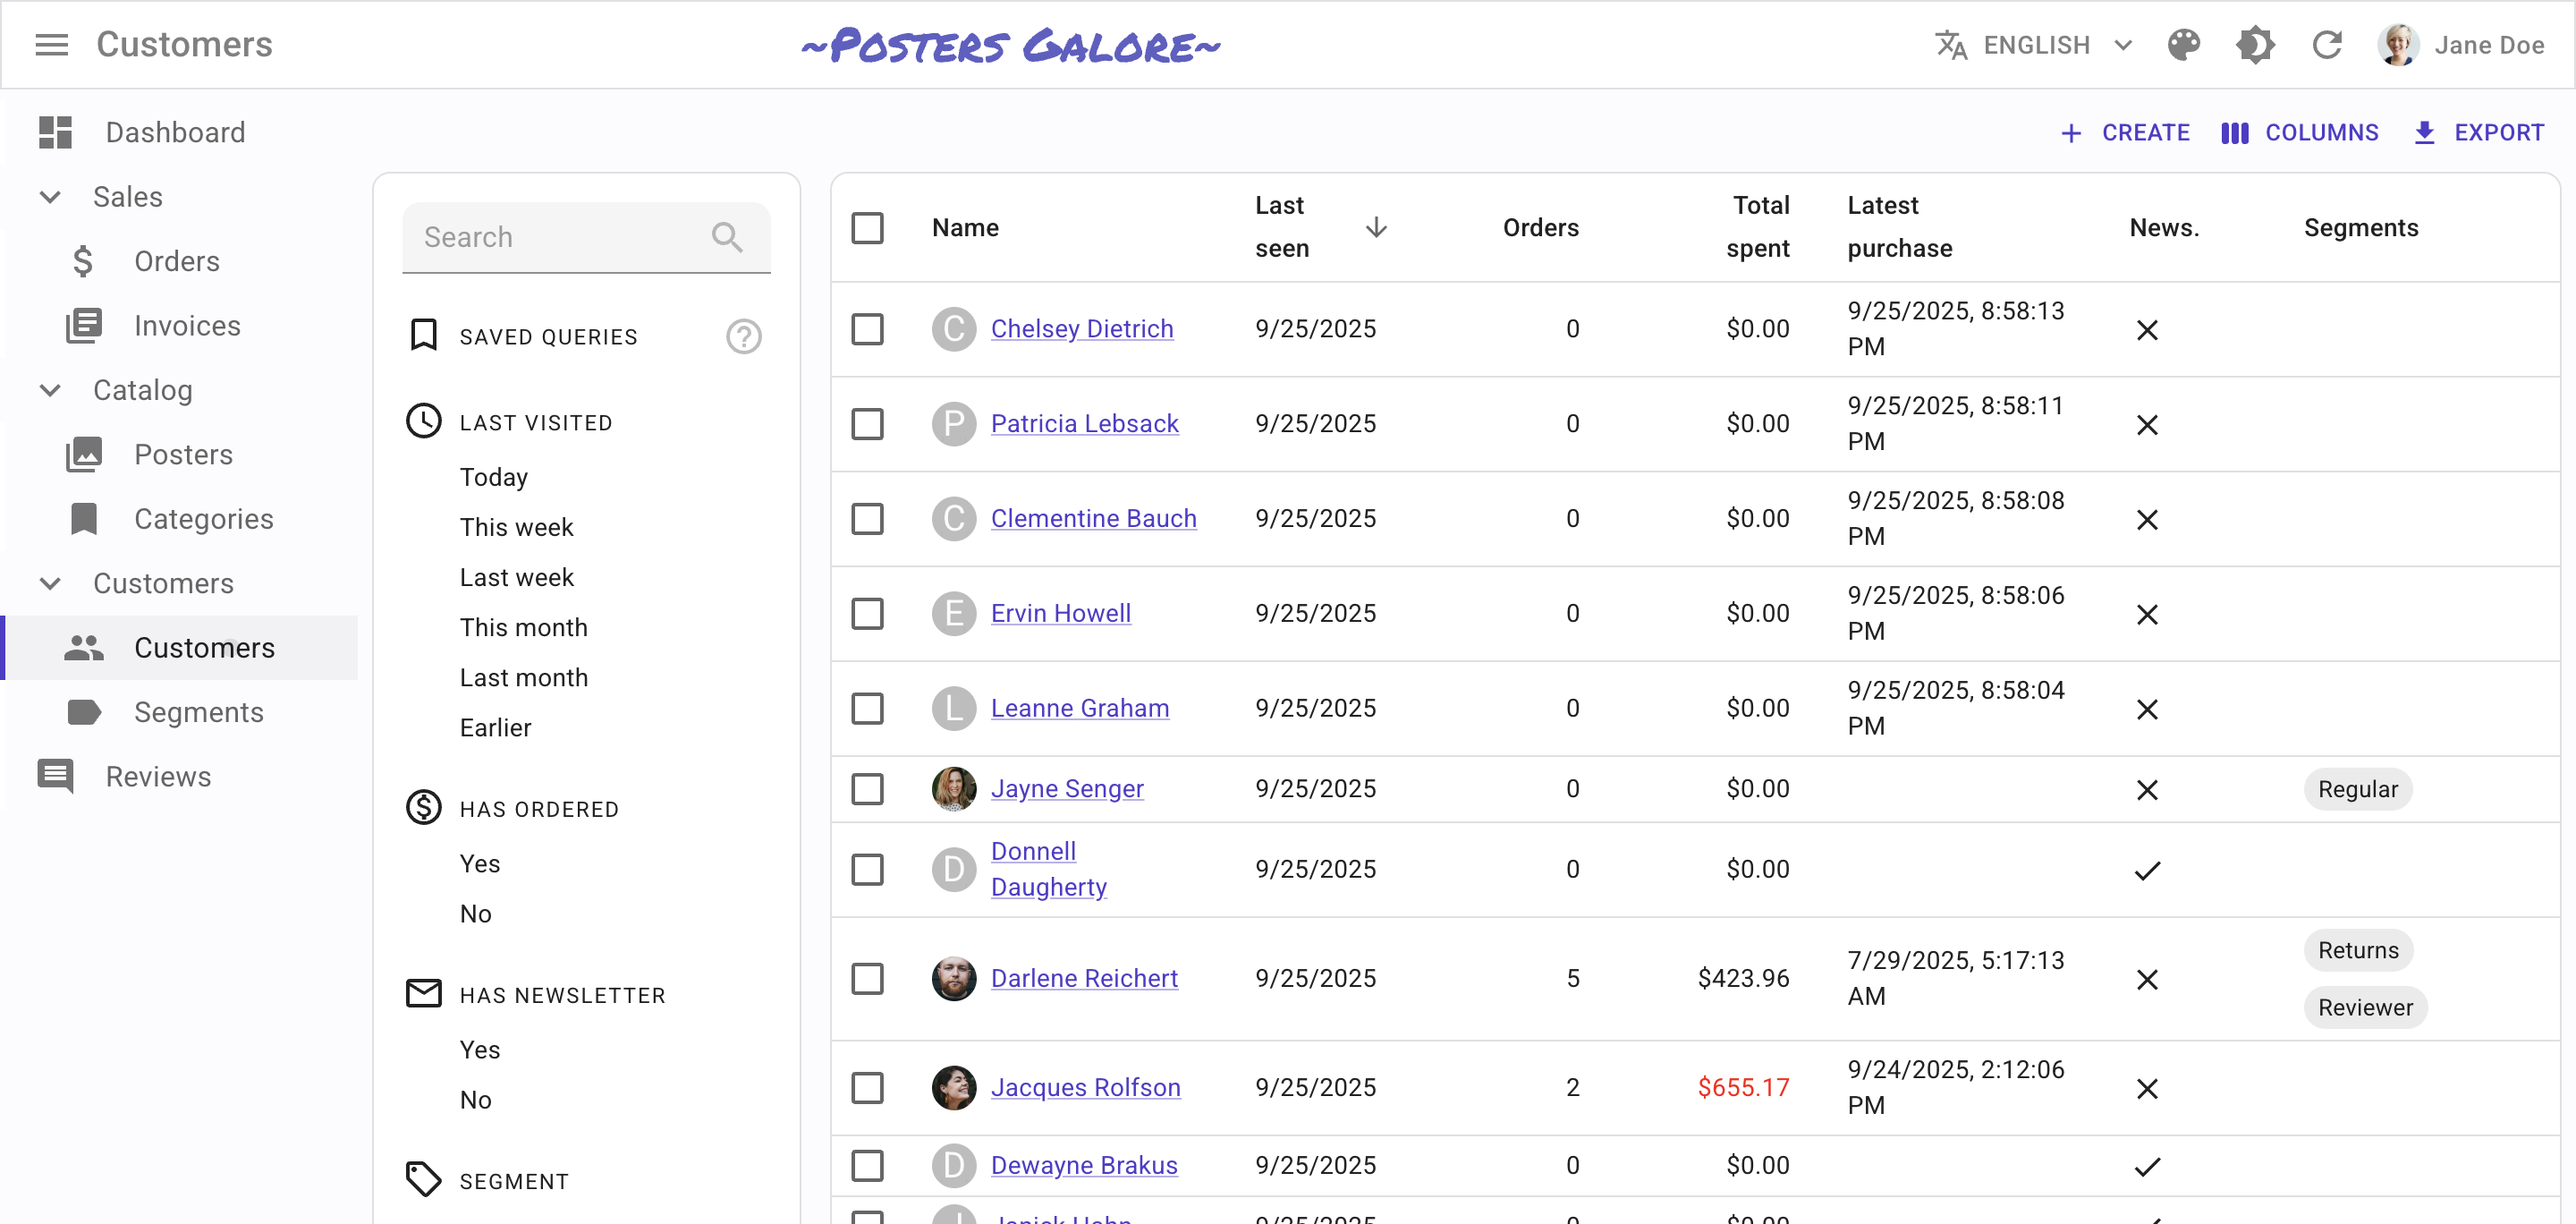 Customers
~Posters Galore~
ENGLISH
Jane Doe
Dashboard
Sales
Orders
Invoices
Catalog
Posters
Categories
Customers
Customers
Segments
Reviews
CREATE
COLUMNS
EXPORT
Search
SAVED QUERIES
?
LAST VISITED
Today
This week
Last week
This month
Last month
Earlier
HAS ORDERED
Yes
No
HAS NEWSLETTER
Yes
No
SEGMENT
Name
Last
seen
Orders
Total
spent
Latest
purchase
News.
Segments
C Chelsey Dietrich 9/25/2025 0 $0.00 9/25/2025, 8:58:13
PM
P Patricia Lebsack 9/25/2025 0 $0.00 9/25/2025, 8:58:11
PM
C Clementine Bauch 9/25/2025 0 $0.00 9/25/2025, 8:58:08
PM
E Ervin Howell 9/25/2025 0 $0.00 9/25/2025, 8:58:06
PM
L Leanne Graham 9/25/2025 0 $0.00 9/25/2025, 8:58:04
PM
Jayne Senger 9/25/2025 0 $0.00 Regular
D Donnell
Daugherty 9/25/2025 0 $0.00
Darlene Reichert 9/25/2025 5 $423.96 7/29/2025, 5:17:13
AM
Returns
Reviewer
Jacques Rolfson 9/25/2025 2 $655.17 9/24/2025, 2:12:06
PM
D Dewayne Brakus 9/25/2025 0 $0.00